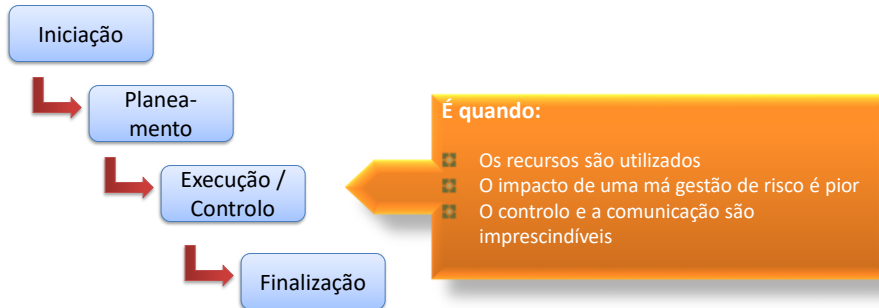 Iniciação
Planea-
mento
Execução /
Controlo
Finalização
É quando:
Os recursos são utilizados
O impacto de uma má gestão de risco é pior
O controlo e a comunicação são
imprescindíveis